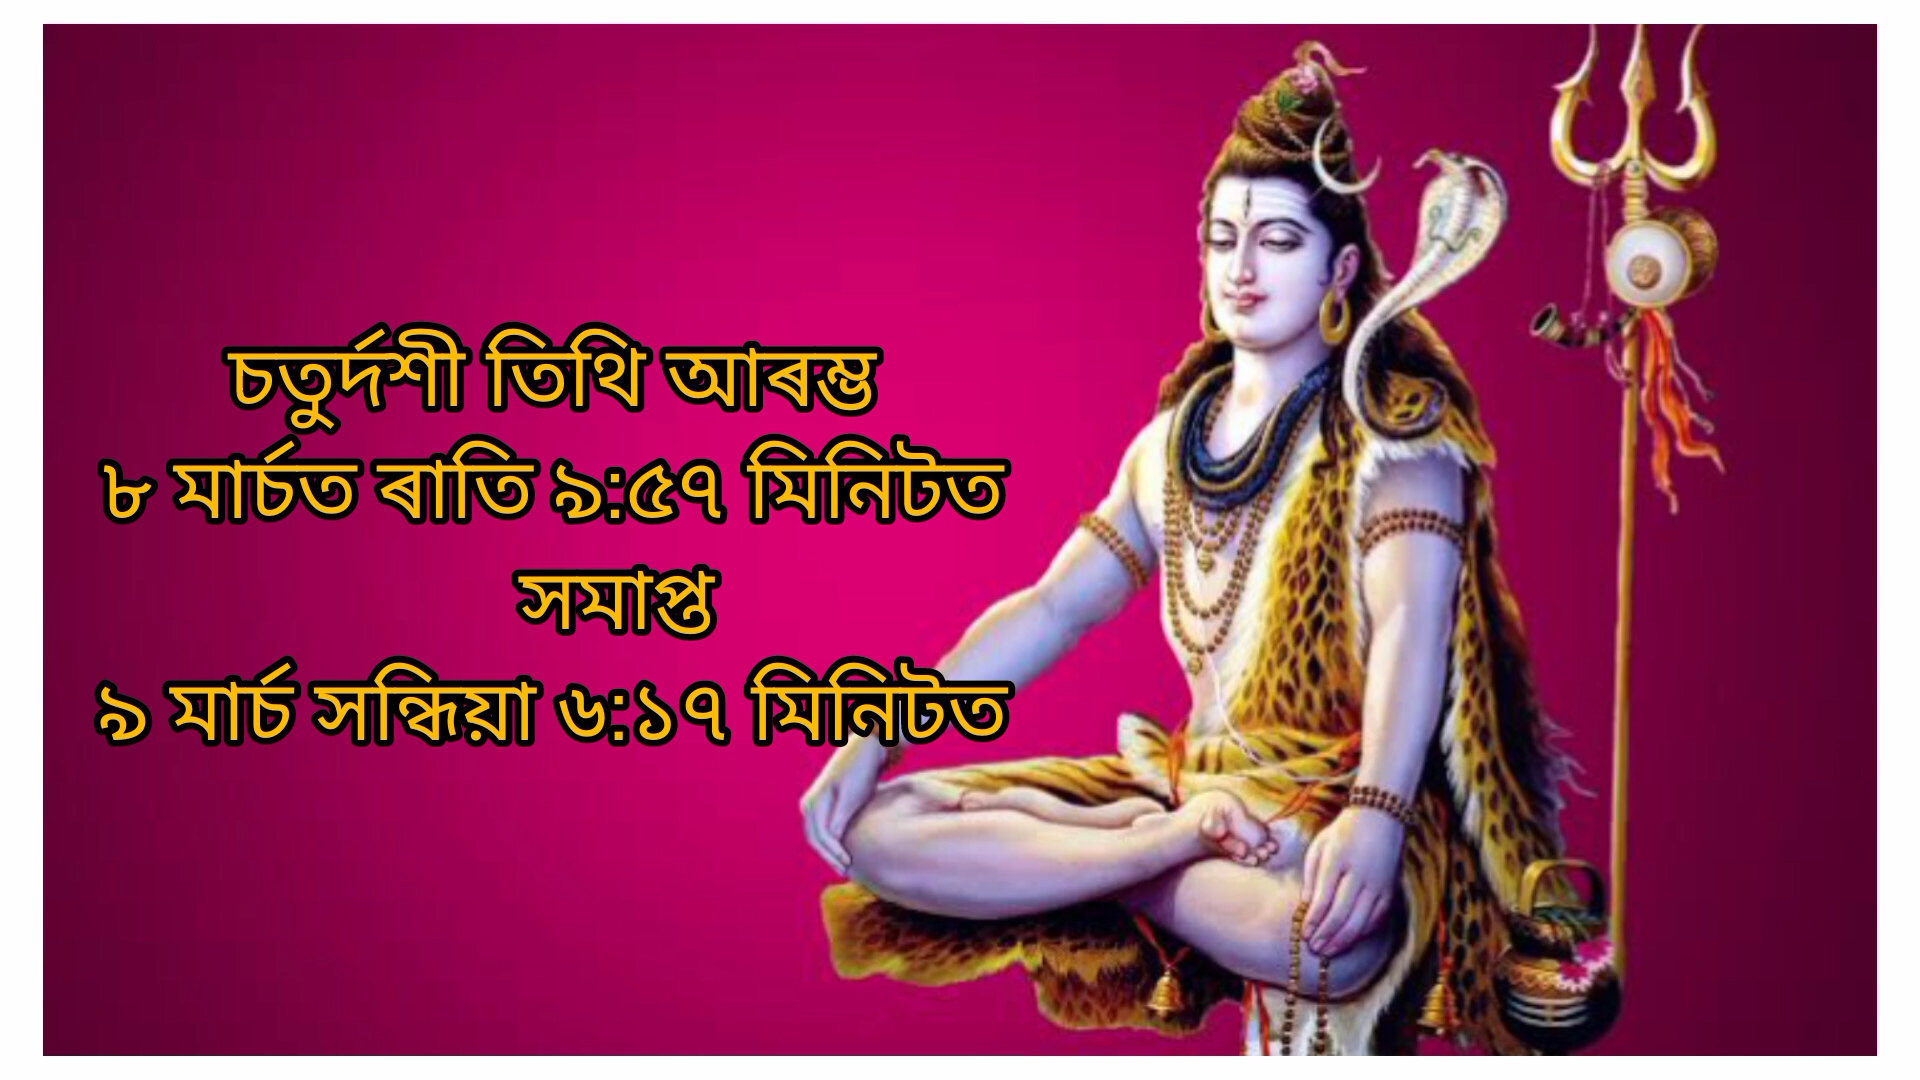 চতুৰ্দশী তিথি আৰম্ভ
৮ মাৰ্চত ৰাতি ৯:৫৭ মিনিটত
সমাপ্ত
৯ মাৰ্চ সন্ধিয়া ৬:১৭ মিনিটত